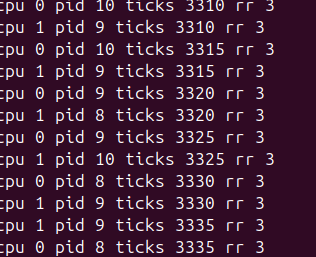 cpu 0 pid 10 ticks 3310 rr 3
cpu 1 pid 9 ticks 3310 rr 3
cpu 0 pid 10 ticks 3315 rr 3
cpu 1 pid 9 ticks 3315 rr 3
cpu 0 pid 9 ticks 3320 rr 3
cpu 1 pid 8 ticks 3320 rr 3
cpu 0 pid 9 ticks 3325 rr 3
cpu 1 pid 10 ticks 3325 rr 3
cpu 0 pid 8 ticks 3330 rr 3
cpu 1 pid 9 ticks 3330 rr 3
cpu 1 pid 9 ticks 3335 rr 3
cpu 0 pid 8 ticks 3335 rr 3